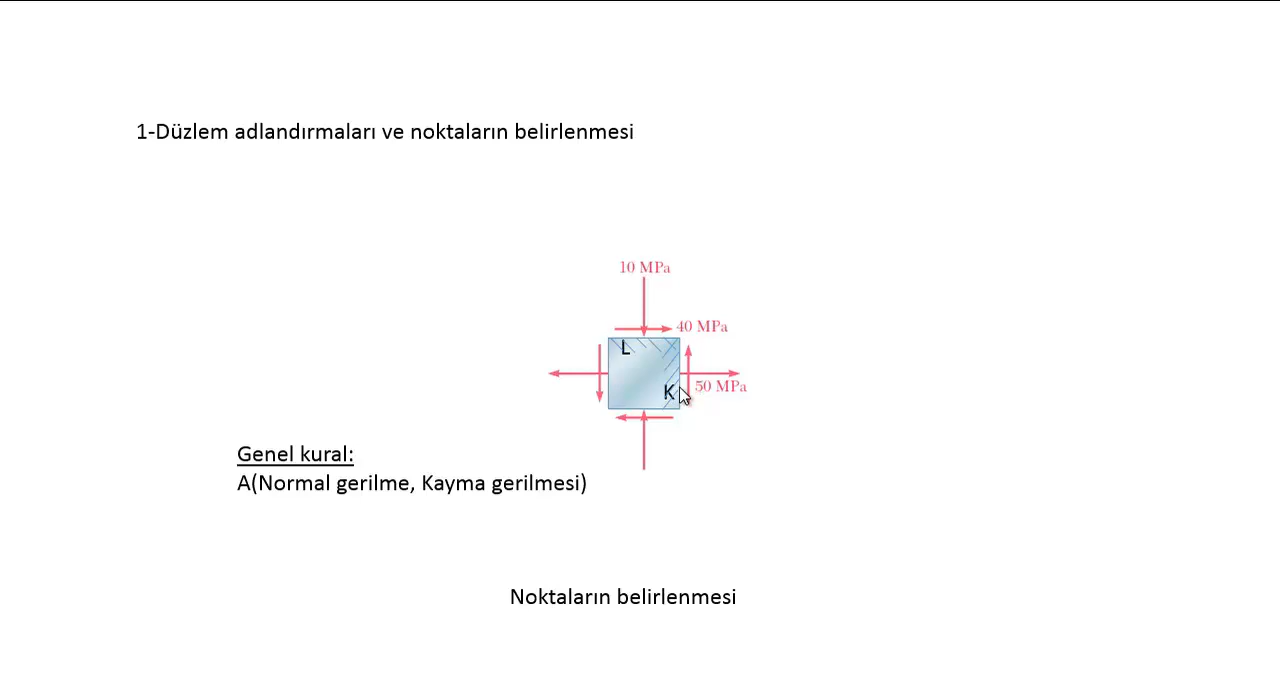 1-Düzlem adlandırmaları ve noktaların belirlenmesi
10 MPa
40 MPa
L
50 MPa
K
Genel kural:
A(Normal gerilme, Kayma gerilmesi)
Noktaların belirlenmesi